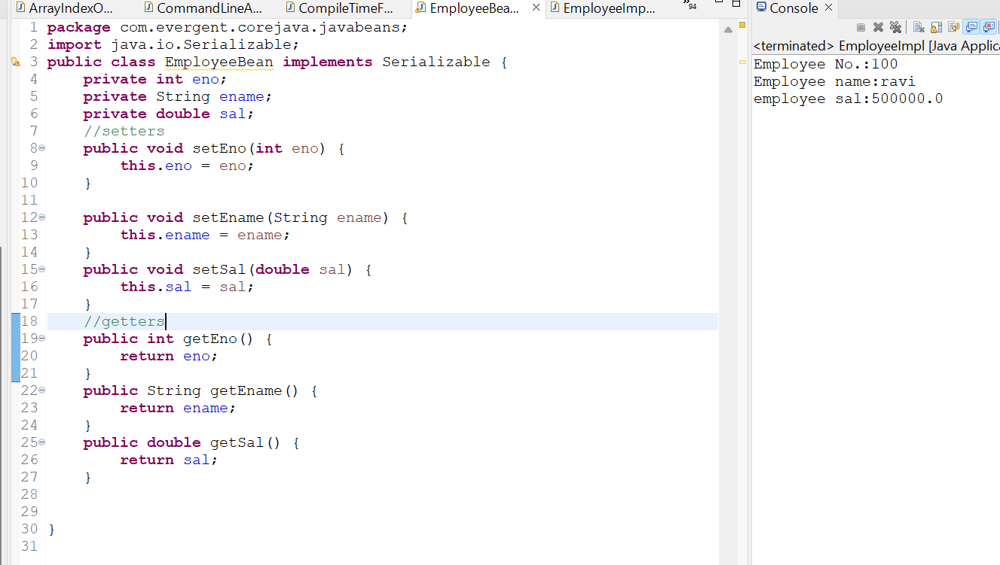 ArrayIndexO... CommandLineA... CompileTimeF... EmployeeBea... EmployeeImp... 94
1 package com.evergent.corejava.javabeans;
2 import java.io.Serializable;
3 public class EmployeeBean implements Serializable {
4 private int eno;
5 private String ename;
6 private double sal;
7 //setters
8 public void setEno(int eno) {
9 this.eno = eno;
10 }
11
12 public void setEname(String ename) {
13 this.ename = ename;
14 }
15 public void setSal(double sal) {
16 this.sal = sal;
17 }
18 //getters
19 public int getEno() {
20 return eno;
21 }
22 public String getEname() {
23 return ename;
24 }
25 public double getSal() {
26 return sal;
27 }
28
29
30 }
31
Console
<terminated> EmployeeImpl [Java Applica
Employee No.:100
Employee name:ravi
employee sal:500000.0